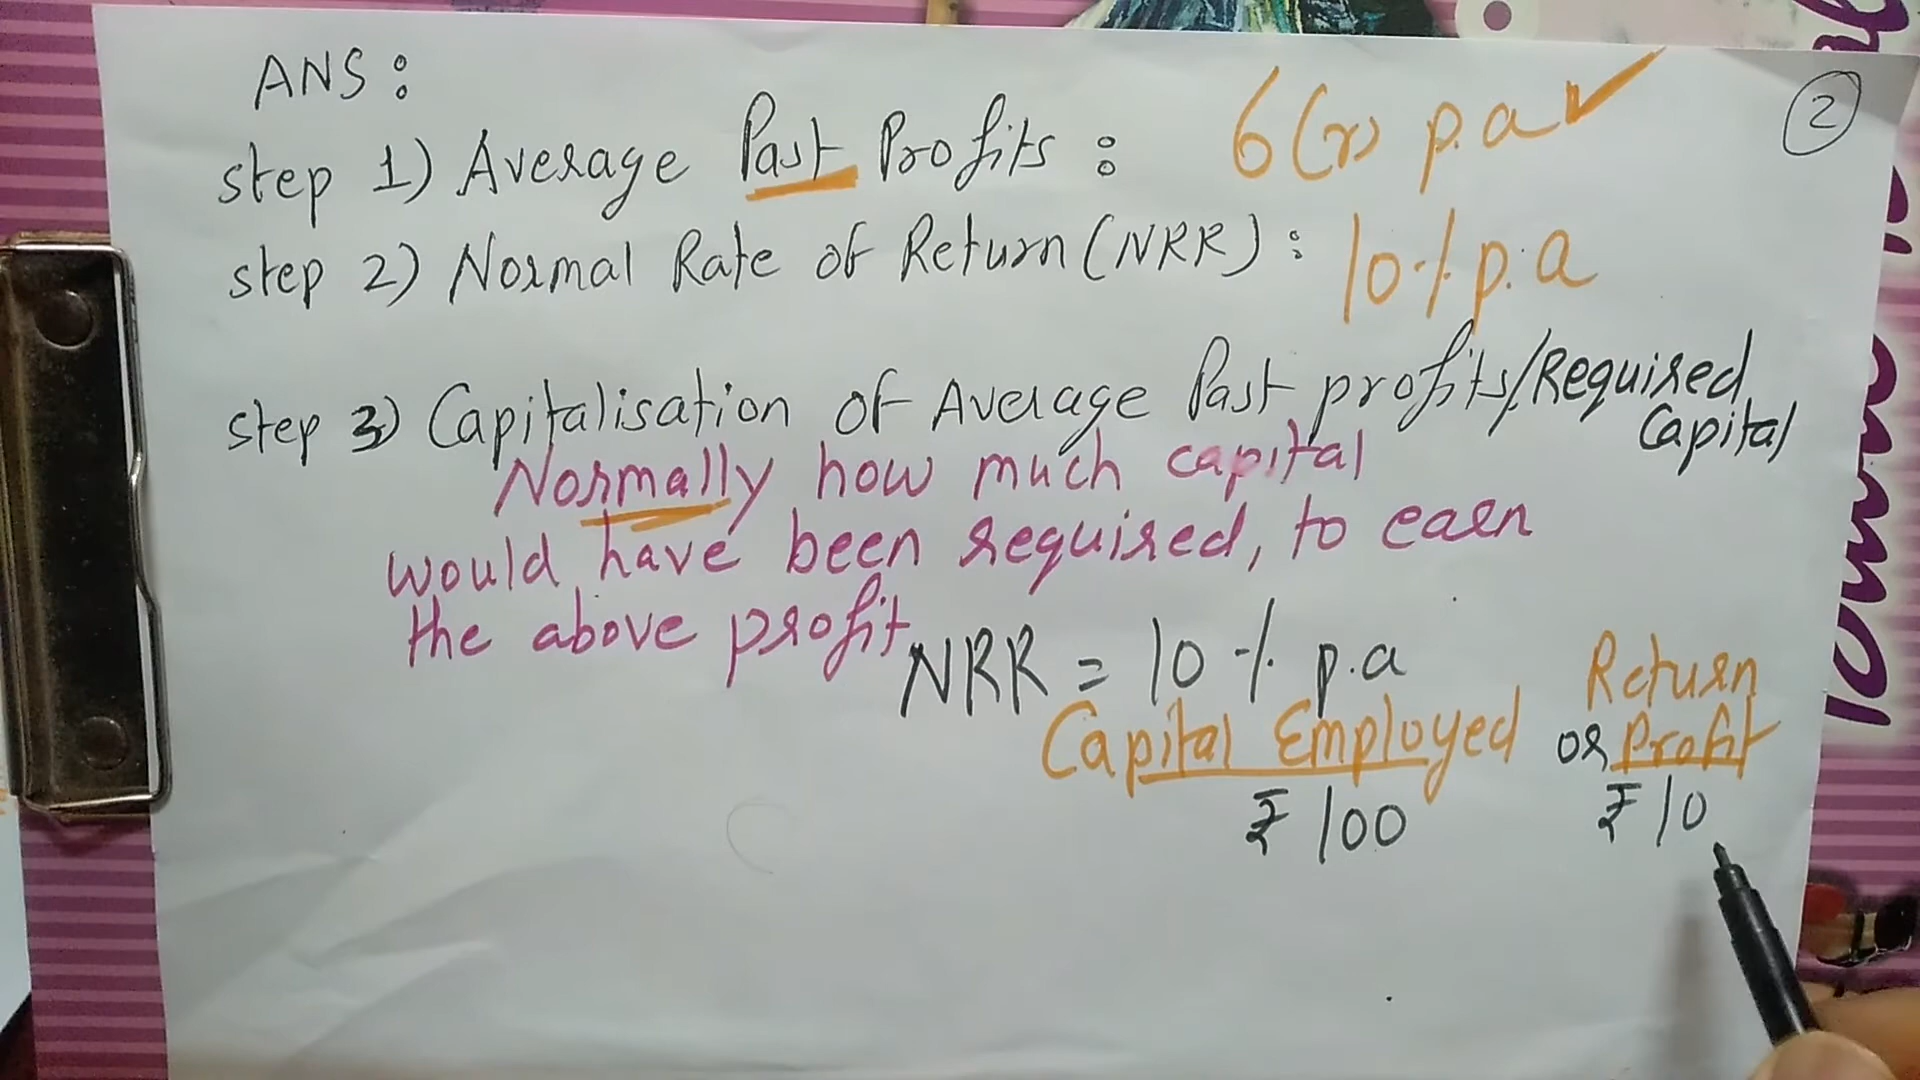 ANS :
2
step 1) Average Past Profits : 6 (r) p.a ✓
step 2) Normal Rate of Return (NRR) : 10 % p.a
step 3) Capitalisation of Average Past profits/Required
Capital
Normally how much capital
would have been required, to earn
the above profit
NRR = 10 % p.a
Capital Employed Return
or Profit
₹ 100 ₹ 10